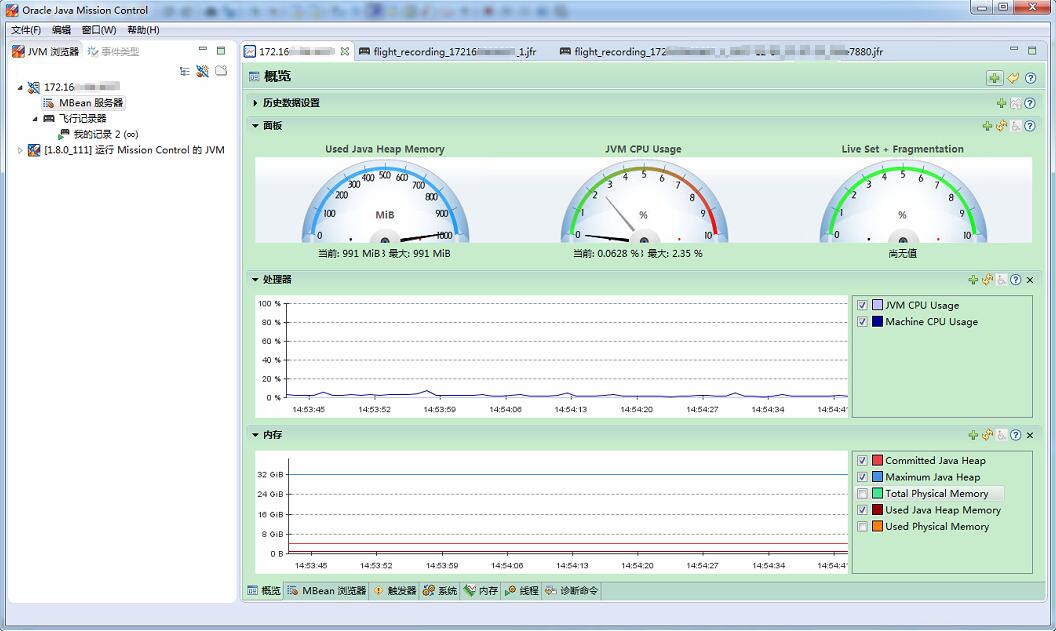 Oracle Java Mission Control
文件(F) 编辑 窗口(W) 帮助(H)
JVM 浏览器 事件类型
172.16
MBean 服务器
飞行记录器
我的记录 2 (∞)
[1.8.0_111] 运行 Mission Control 的 JVM
172.16 flight_recording_17216 _1.jfr flight_recording_172 e7880.jfr
概览
历史数据设置
面板
Used Java Heap Memory JVM CPU Usage Live Set + Fragmentation
0 100 200 300 400 500 600 700 800 900 1000
MiB
0 1 2 3 4 5 6 7 8 9 10
%
0 1 2 3 4 5 6 7 8 9 10
%
当前: 991 MiB 最大: 991 MiB 当前: 0.0628 % 最大: 2.35 % 尚无值
处理器
100 %
80 %
60 %
40 %
20 %
0 %
14:53:45 14:53:52 14:53:59 14:54:06 14:54:13 14:54:20 14:54:27 14:54:34 14:54:41
JVM CPU Usage
Machine CPU Usage
内存
32 GiB
24 GiB
16 GiB
8 GiB
0 B
14:53:45 14:53:52 14:53:59 14:54:06 14:54:13 14:54:20 14:54:27 14:54:34 14:54:41
Committed Java Heap
Maximum Java Heap
Total Physical Memory
Used Java Heap Memory
Used Physical Memory
概览 MBean 浏览器 触发器 系统 内存 线程 诊断命令